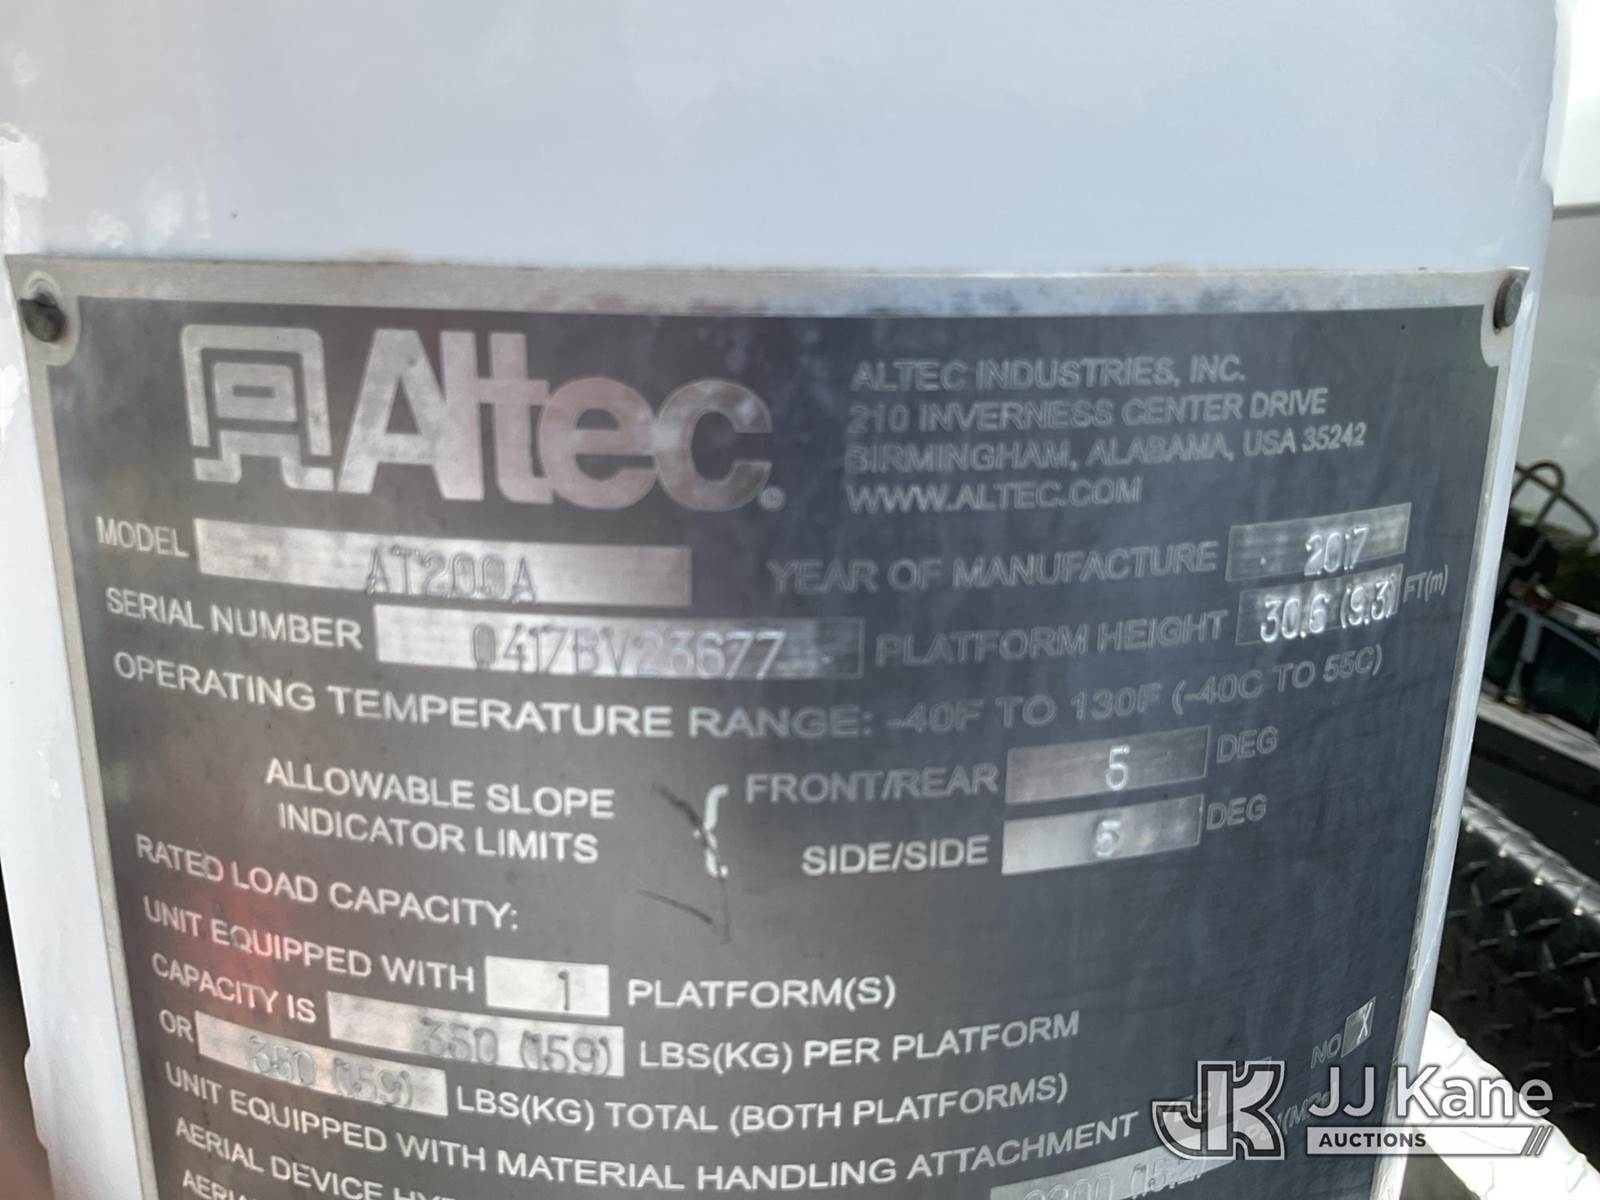 Altec®
ALTEC INDUSTRIES, INC.
210 INVERNESS CENTER DRIVE
BIRMINGHAM, ALABAMA, USA 35242
WWW.ALTEC.COM
MODEL AT200A YEAR OF MANUFACTURE 2017
SERIAL NUMBER 0417BV23677 PLATFORM HEIGHT 30.6 (9.3) FT(m)
OPERATING TEMPERATURE RANGE: -40F TO 130F (-40C TO 55C)
ALLOWABLE SLOPE
INDICATOR LIMITS
FRONT/REAR 5 DEG
SIDE/SIDE 5 DEG
RATED LOAD CAPACITY:
UNIT EQUIPPED WITH 1 PLATFORM(S)
CAPACITY IS 350 (159) LBS(KG) PER PLATFORM
OR 350 (159) LBS(KG) TOTAL (BOTH PLATFORMS)
UNIT EQUIPPED WITH MATERIAL HANDLING ATTACHMENT NO X
AERIAL DEVICE
JK JJ Kane
AUCTIONS